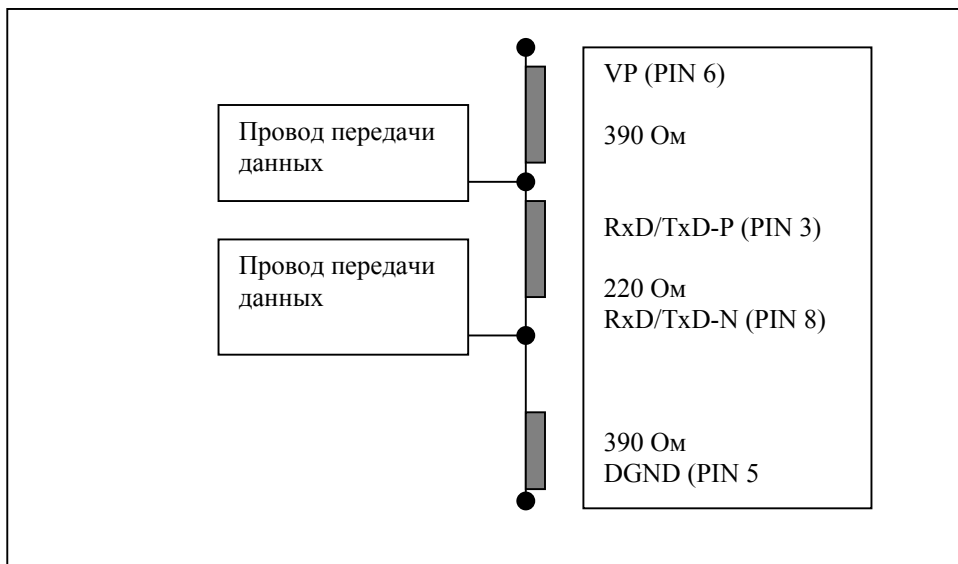 VP (PIN 6)
Провод передачи
данных
390 Ом
RxD/TxD-P (PIN 3)
Провод передачи
данных
220 Ом
RxD/TxD-N (PIN 8)
390 Ом
DGND (PIN 5